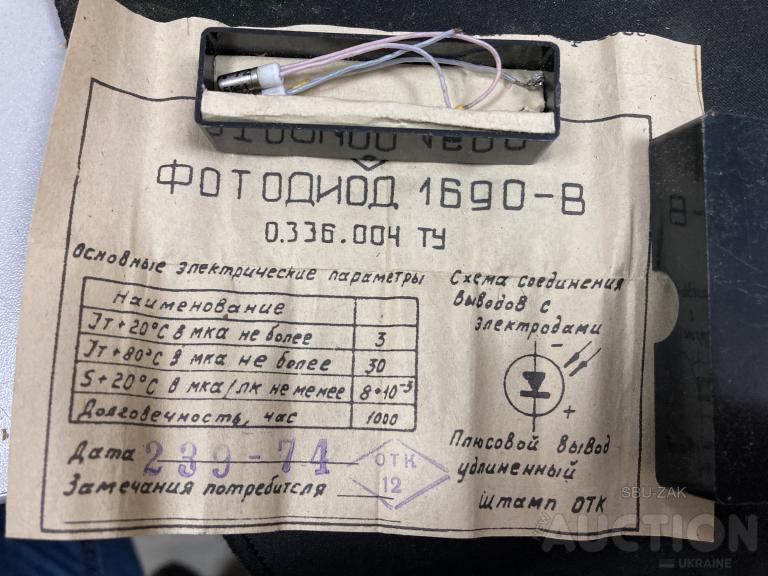 ФОТОДИОД 1690-В
0.336.004 ТУ
Основные электрические параметры
Наименование
Jт +20°С в мка не более 3
Jт +80°С в мка не более 30
S +20°С в мка/лк не менее 8·10⁻³
Долговечность, час 1000
Дата 239-74
ОТК
12
Замечания потребителя
Схема соединения
выводов с
электродами
-
+
Плюсовой вывод
удлиненный
Штамп ОТК
SBU-ZAK
AUCTION
UKRAINE